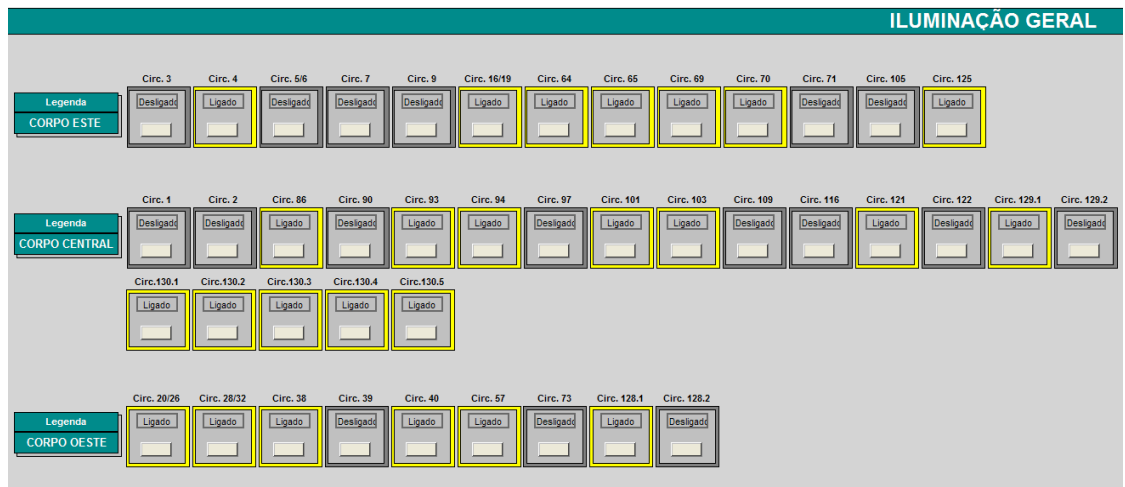 ILUMINAÇÃO GERAL
Circ. 3 Circ. 4 Circ. 5/6 Circ. 7 Circ. 9 Circ. 16/19 Circ. 64 Circ. 65 Circ. 69 Circ. 70 Circ. 71 Circ. 105 Circ. 125
Legenda Desligado Ligado Desligado Desligado Desligado Ligado Ligado Ligado Ligado Ligado Desligado Desligado Ligado
CORPO ESTE
Circ. 1 Circ. 2 Circ. 86 Circ. 90 Circ. 93 Circ. 94 Circ. 97 Circ. 101 Circ. 103 Circ. 109 Circ. 116 Circ. 121 Circ. 122 Circ. 129.1 Circ. 129.2
Legenda Desligado Desligado Ligado Desligado Ligado Ligado Desligado Ligado Ligado Desligado Desligado Ligado Desligado Ligado Desligado
CORPO CENTRAL
Circ.130.1 Circ.130.2 Circ.130.3 Circ.130.4 Circ.130.5
Ligado Ligado Ligado Ligado Ligado
Circ. 20/26 Circ. 28/32 Circ. 38 Circ. 39 Circ. 40 Circ. 57 Circ. 73 Circ. 128.1 Circ. 128.2
Legenda Ligado Ligado Ligado Desligado Ligado Ligado Desligado Ligado Desligado
CORPO OESTE